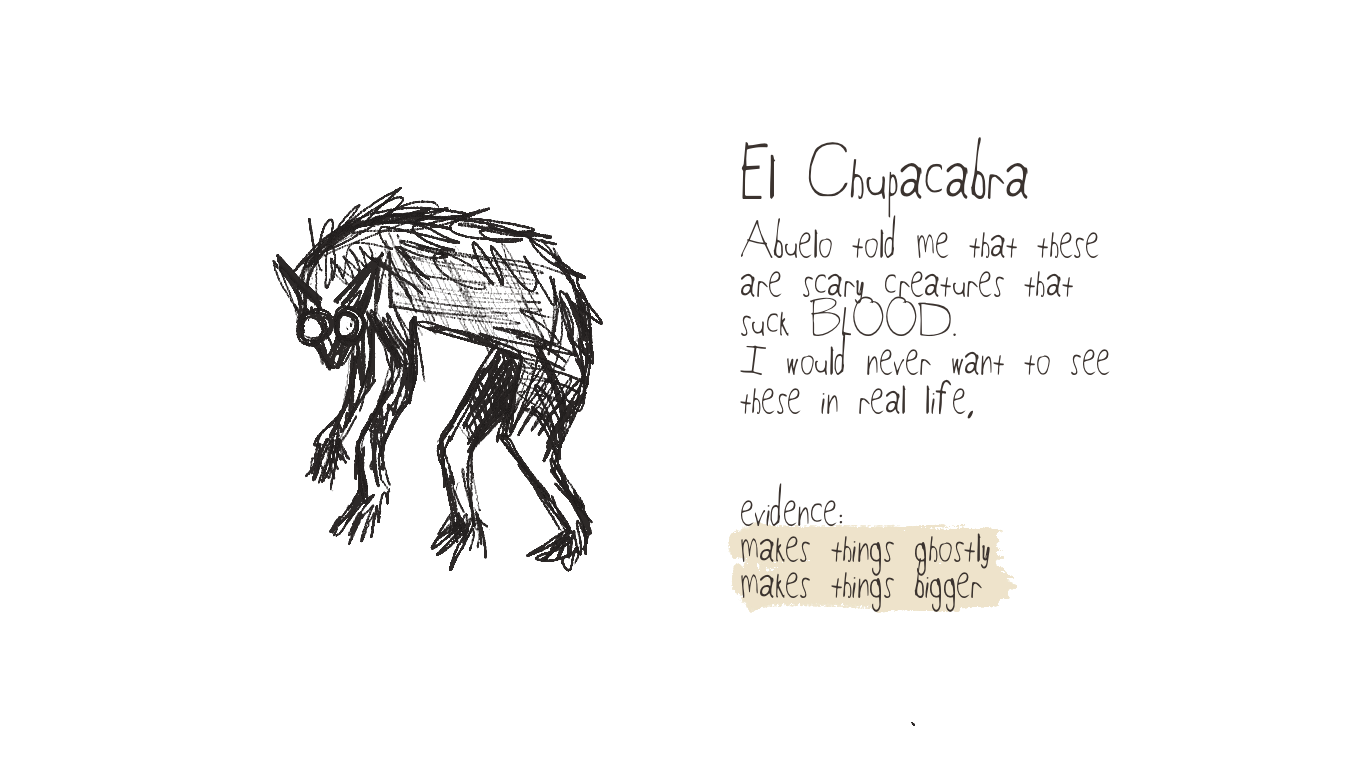 El Chupacabra
Abuelo told me that these
are scary creatures that
suck BLOOD.
I would never want to see
these in real life.
evidence:
makes things ghostly
makes things bigger